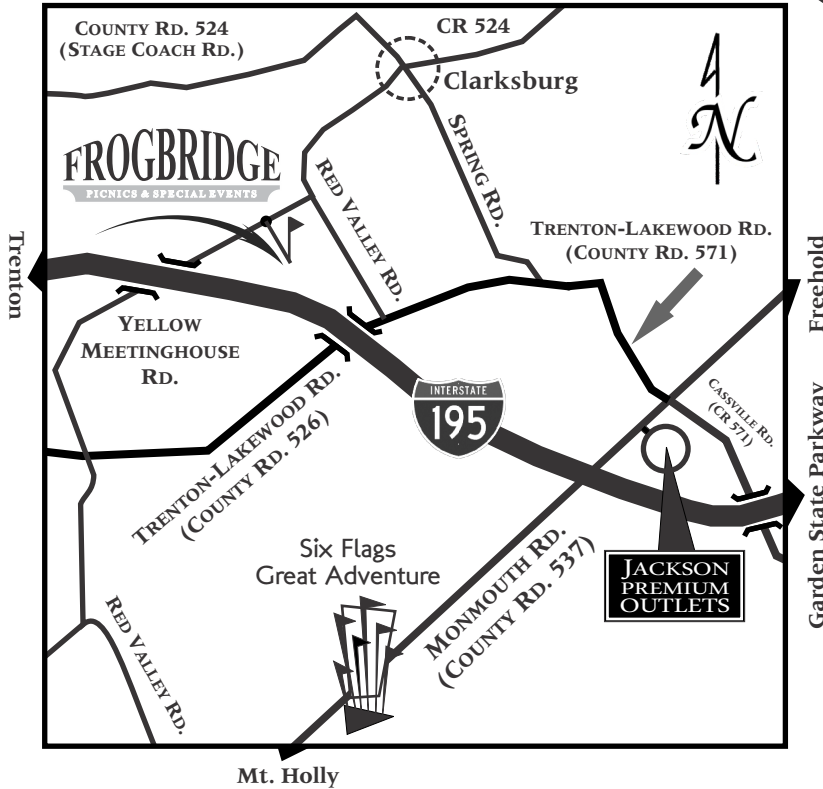 COUNTY RD. 524
(STAGE COACH RD.)
CR 524
Clarksburg
N
FROGBRIDGE
PICNICS & SPECIAL EVENTS
SPRING RD.
RED VALLEY RD.
TRENTON-LAKEWOOD RD.
(COUNTY RD. 571)
Trenton
Freehold
YELLOW
MEETINGHOUSE
RD.
INTERSTATE
195
CASSVILLE RD.
(CR 571)
TRENTON-LAKEWOOD RD.
(COUNTY RD. 526)
Garden State Parkway
Six Flags
Great Adventure
MONMOUTH RD.
(COUNTY RD. 537)
JACKSON
PREMIUM
OUTLETS
RED VALLEY RD.
Mt. Holly